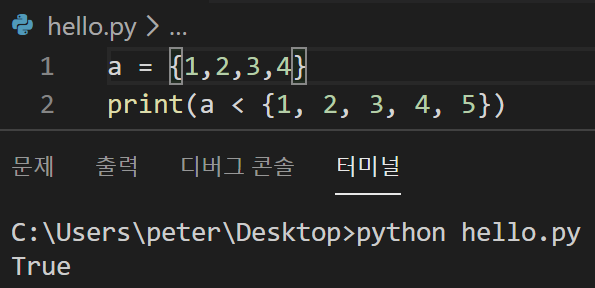 hello.py > ...
1 a = {1,2,3,4}
2 print(a < {1, 2, 3, 4, 5})
문제 출력 디버그 콘솔 터미널
C:\Users\peter\Desktop>python hello.py
True